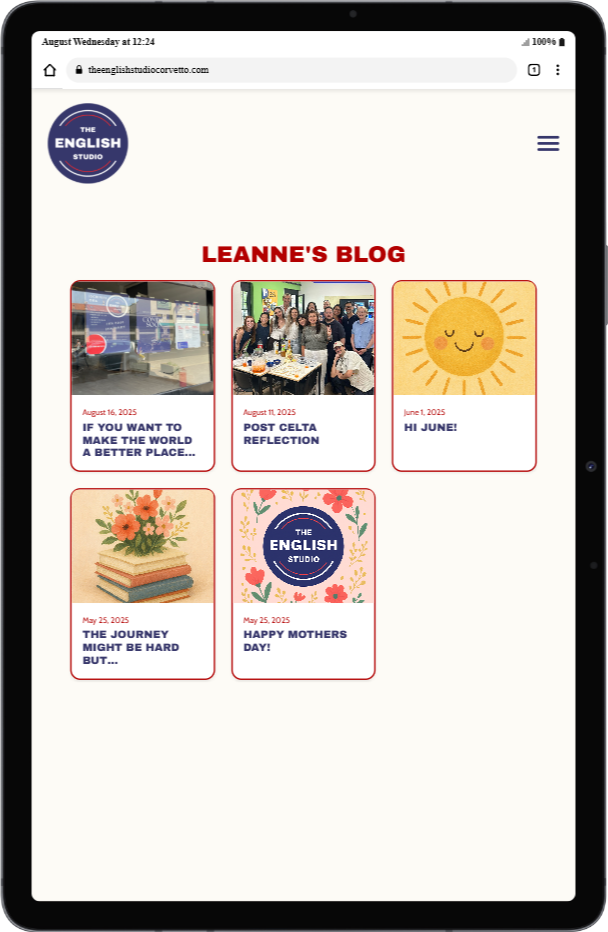 August Wednesday at 12:24
100%
theenglishstudiocorvetto.com
1
THE
ENGLISH
STUDIO
LEANNE'S BLOG
August 16, 2025
IF YOU WANT TO
MAKE THE WORLD
A BETTER PLACE...
August 11, 2025
POST CELTA
REFLECTION
June 1, 2025
HI JUNE!
May 25, 2025
THE JOURNEY
MIGHT BE HARD
BUT...
THE
ENGLISH
STUDIO
May 25, 2025
HAPPY MOTHERS
DAY!